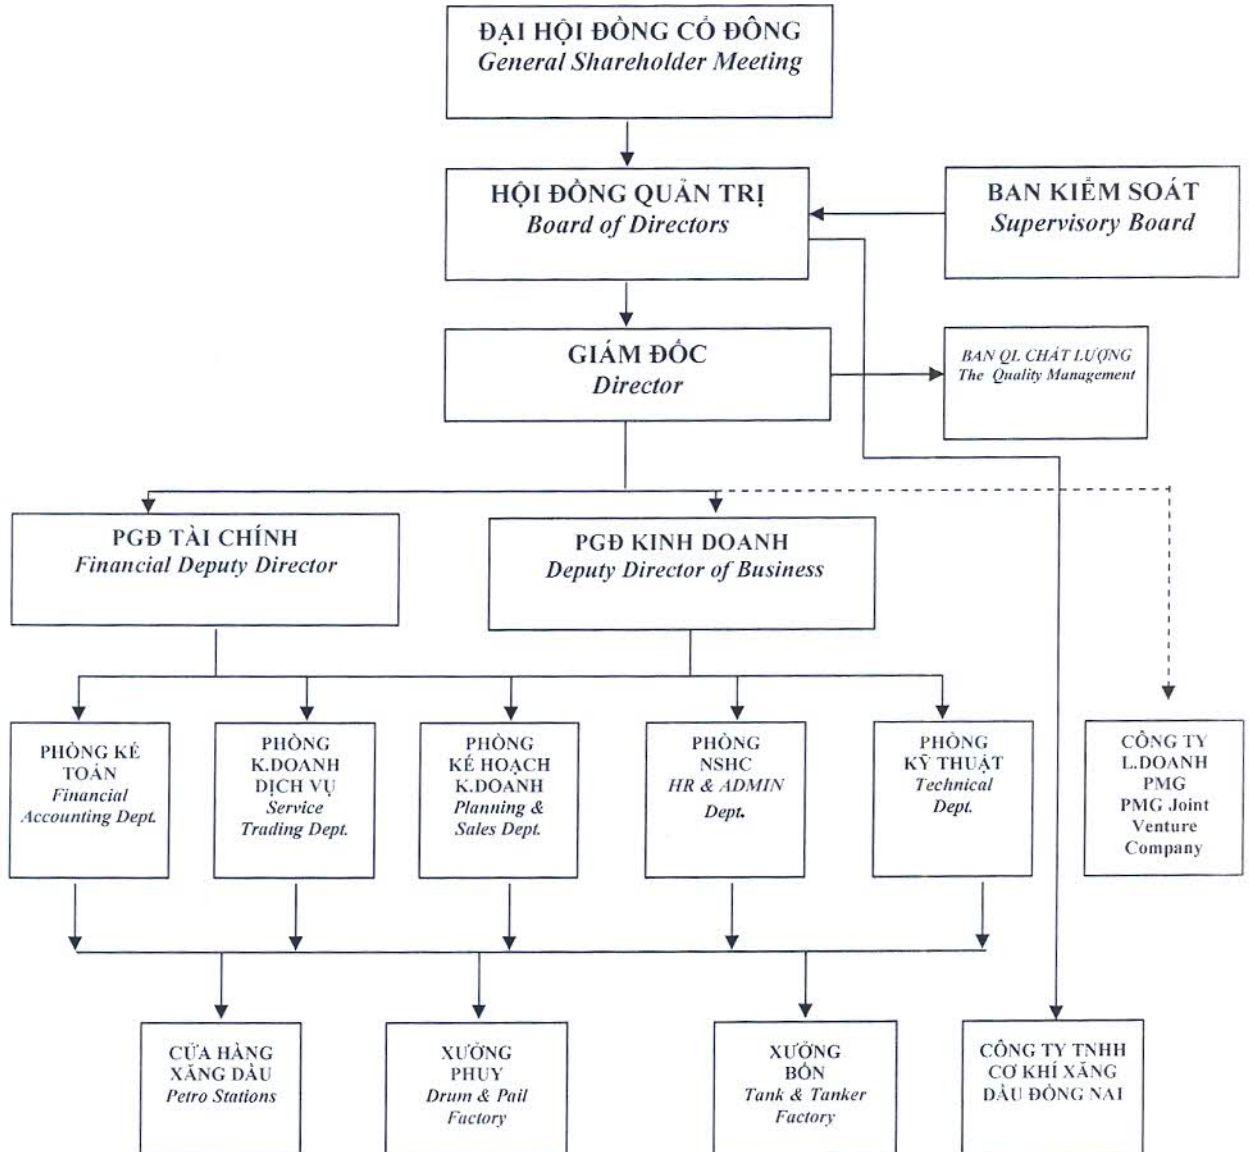 ĐẠI HỘI ĐỒNG CỔ ĐÔNG
General Shareholder Meeting
HỘI ĐỒNG QUẢN TRỊ
Board of Directors
BAN KIỂM SOÁT
Supervisory Board
GIÁM ĐỐC
Director
BAN QL CHẤT LƯỢNG
The Quality Management
PGĐ TÀI CHÍNH
Financial Deputy Director
PGĐ KINH DOANH
Deputy Director of Business
PHÒNG KẾ
TOÁN
Financial
Accounting Dept.
PHÒNG
K.DOANH
DỊCH VỤ
Service
Trading Dept.
PHÒNG
KẾ HOẠCH
K.DOANH
Planning &
Sales Dept.
PHÒNG
NSHC
HR & ADMIN
Dept.
PHÒNG
KỸ THUẬT
Technical
Dept.
CÔNG TY
L.DOANH
PMG
PMG Joint
Venture
Company
CỬA HÀNG
XĂNG DẦU
Petro Stations
XƯỞNG
PHUY
Drum & Pail
Factory
XƯỞNG
BỒN
Tank & Tanker
Factory
CÔNG TY TNHH
CƠ KHÍ XĂNG
DẦU ĐỒNG NAI